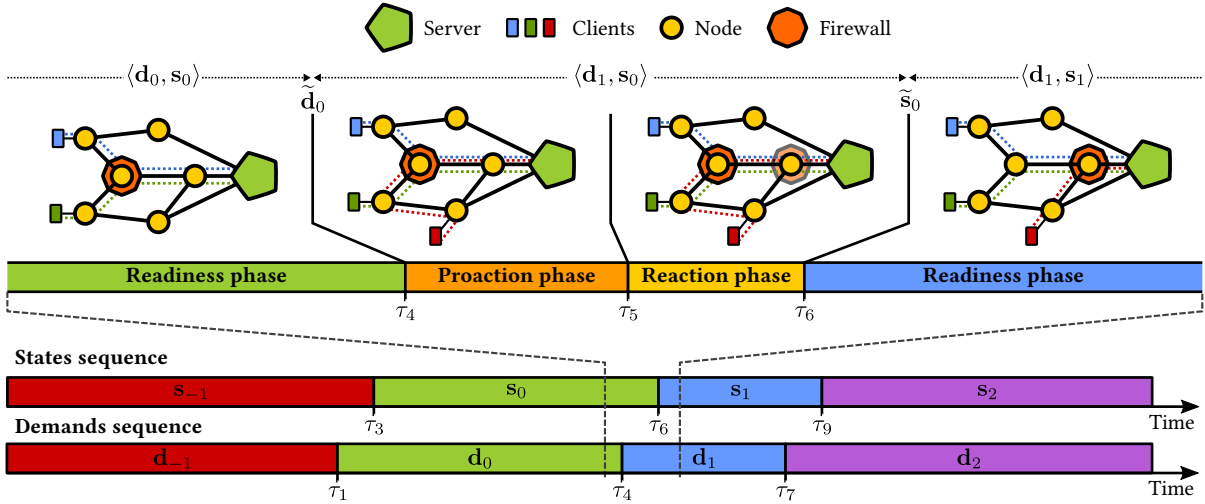 Server Clients Node Firewall
⟨d₀, s₀⟩ ⟨d₁, s₀⟩ ⟨d₁, s₁⟩
d̃₀ s̃₀
Readiness phase Proaction phase Reaction phase Readiness phase
τ₄ τ₅ τ₆
States sequence
s₋₁ s₀ s₁ s₂
τ₃ τ₆ τ₉ Time
Demands sequence
d₋₁ d₀ d₁ d₂
τ₁ τ₄ τ₇ Time